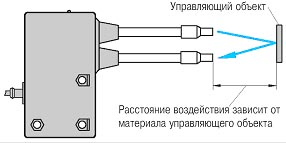 Управляющий объект
Расстояние воздействия зависит от
материала управляющего объекта